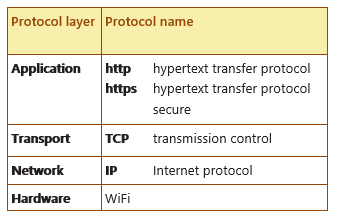 Protocol layer Protocol name
Application http hypertext transfer protocol
https hypertext transfer protocol
secure
Transport TCP transmission control
Network IP Internet protocol
Hardware WiFi